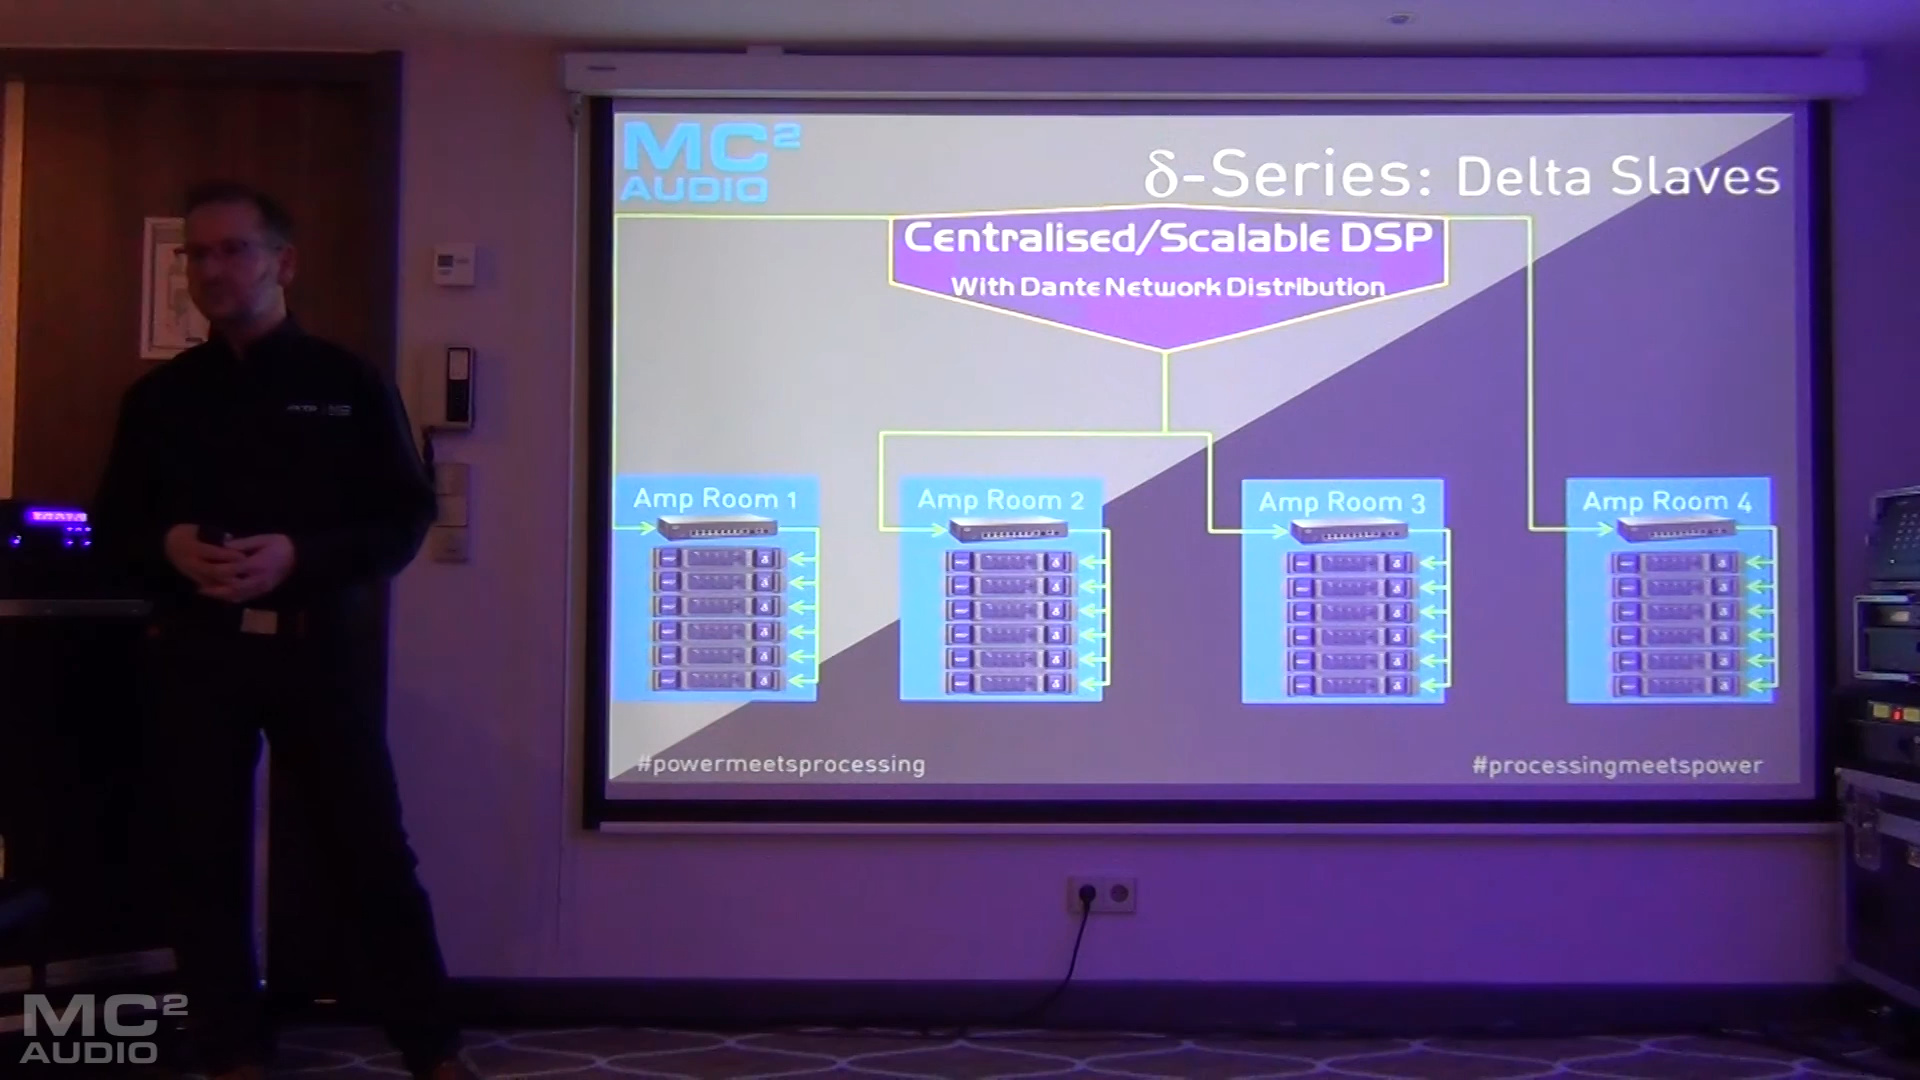 MC²
AUDIO
δ-Series: Delta Slaves
Centralised/Scalable DSP
With Dante Network Distribution
Amp Room 1
Amp Room 2
Amp Room 3
Amp Room 4
#powermeetsprocessing
#processingmeetspower
MC²
AUDIO